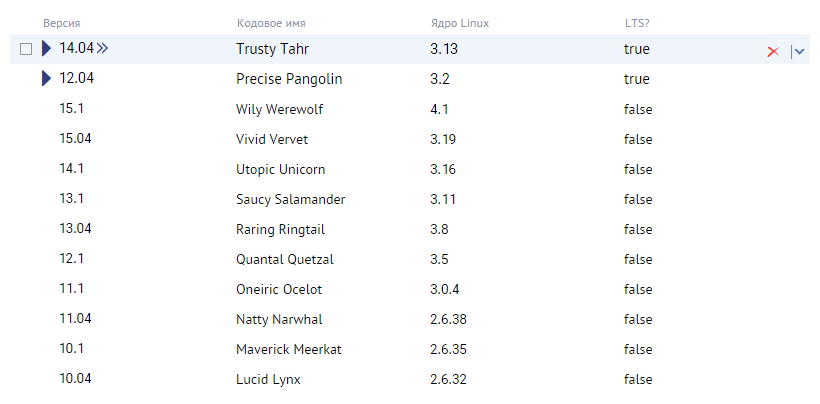 Версия Кодовое имя Ядро Linux LTS?
14.04 Trusty Tahr 3.13 true
12.04 Precise Pangolin 3.2 true
15.1 Wily Werewolf 4.1 false
15.04 Vivid Vervet 3.19 false
14.1 Utopic Unicorn 3.16 false
13.1 Saucy Salamander 3.11 false
13.04 Raring Ringtail 3.8 false
12.1 Quantal Quetzal 3.5 false
11.1 Oneiric Ocelot 3.0.4 false
11.04 Natty Narwhal 2.6.38 false
10.1 Maverick Meerkat 2.6.35 false
10.04 Lucid Lynx 2.6.32 false